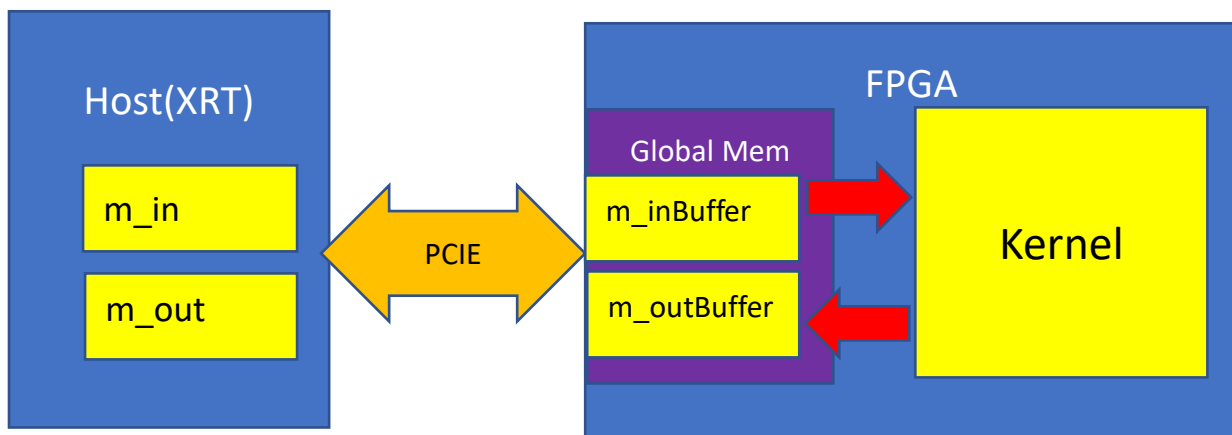 Host(XRT)
m_in
m_out
PCIE
FPGA
Global Mem
m_inBuffer
m_outBuffer
Kernel